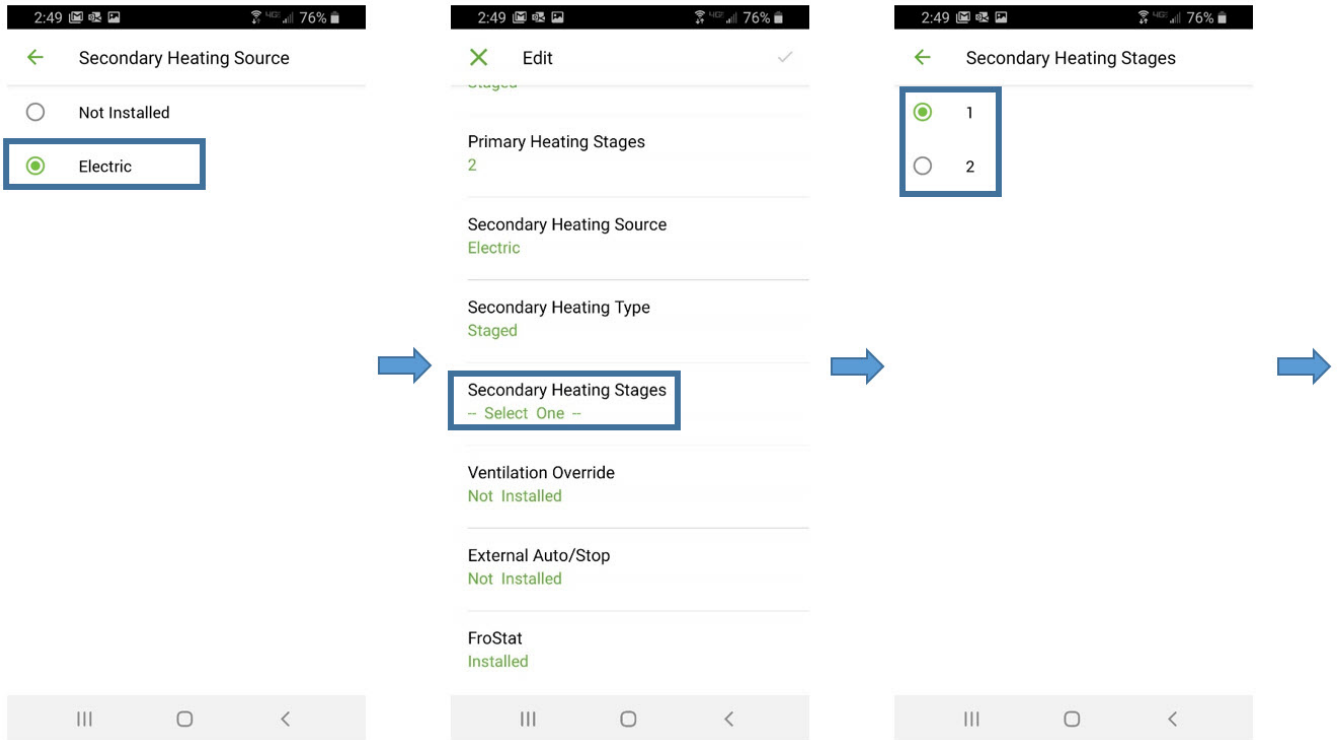 2:49
76%
Secondary Heating Source
Not Installed
Electric
2:49
76%
Edit
Staged
Primary Heating Stages
2
Secondary Heating Source
Electric
Secondary Heating Type
Staged
Secondary Heating Stages
-- Select One --
Ventilation Override
Not Installed
External Auto/Stop
Not Installed
FroStat
Installed
2:49
76%
Secondary Heating Stages
1
2